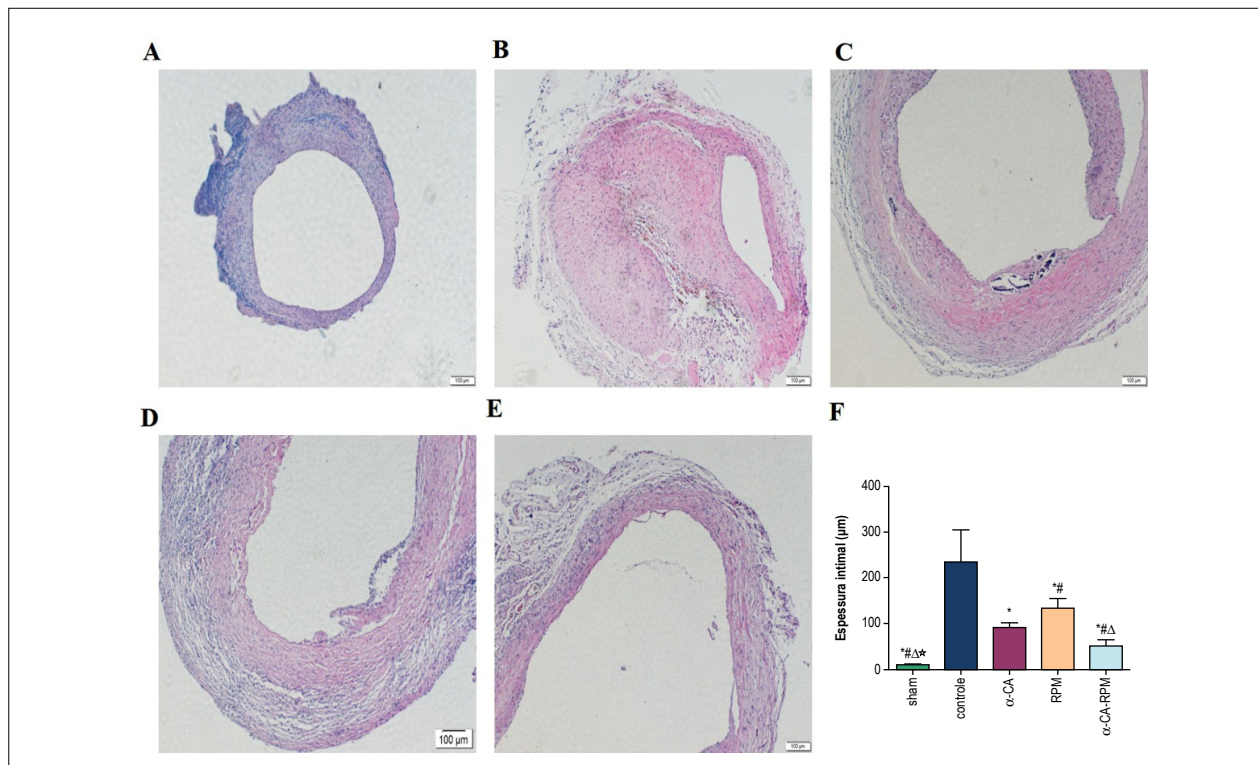 A
B
C
100 µm
100 µm
100 µm
D
E
F
100 µm
100 µm
Espessura intimal (µm)
400
300
200
100
0
*#Δ☆
*
*#
*#Δ
sham
controle
α-CA
RPM
α-CA-RPM